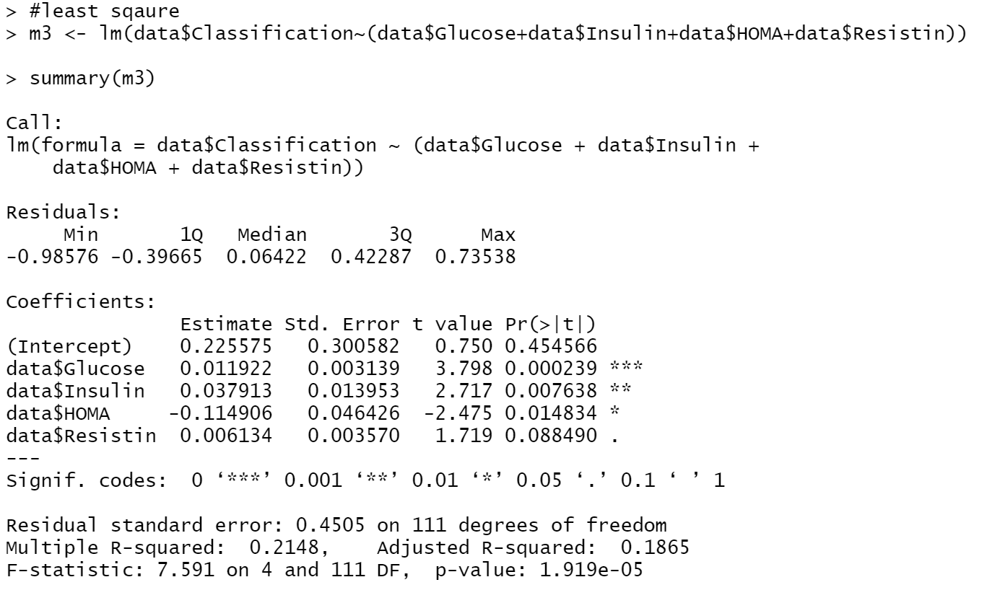 > #least sqaure
> m3 <- lm(data$Classification~(data$Glucose+data$Insulin+data$HOMA+data$Resistin))
> summary(m3)
Call:
lm(formula = data$Classification ~ (data$Glucose + data$Insulin +
    data$HOMA + data$Resistin))
Residuals:
     Min       1Q   Median       3Q      Max
-0.98576 -0.39665  0.06422  0.42287  0.73538
Coefficients:
               Estimate Std. Error t value Pr(>|t|)
(Intercept)    0.225575   0.300582   0.750 0.454566
data$Glucose   0.011922   0.003139   3.798 0.000239 ***
data$Insulin   0.037913   0.013953   2.717 0.007638 **
data$HOMA     -0.114906   0.046426  -2.475 0.014834 *
data$Resistin  0.006134   0.003570   1.719 0.088490 .
---
Signif. codes:  0 ‘***’ 0.001 ‘**’ 0.01 ‘*’ 0.05 ‘.’ 0.1 ‘ ’ 1
Residual standard error: 0.4505 on 111 degrees of freedom
Multiple R-squared:  0.2148,    Adjusted R-squared:  0.1865
F-statistic: 7.591 on 4 and 111 DF,  p-value: 1.919e-05